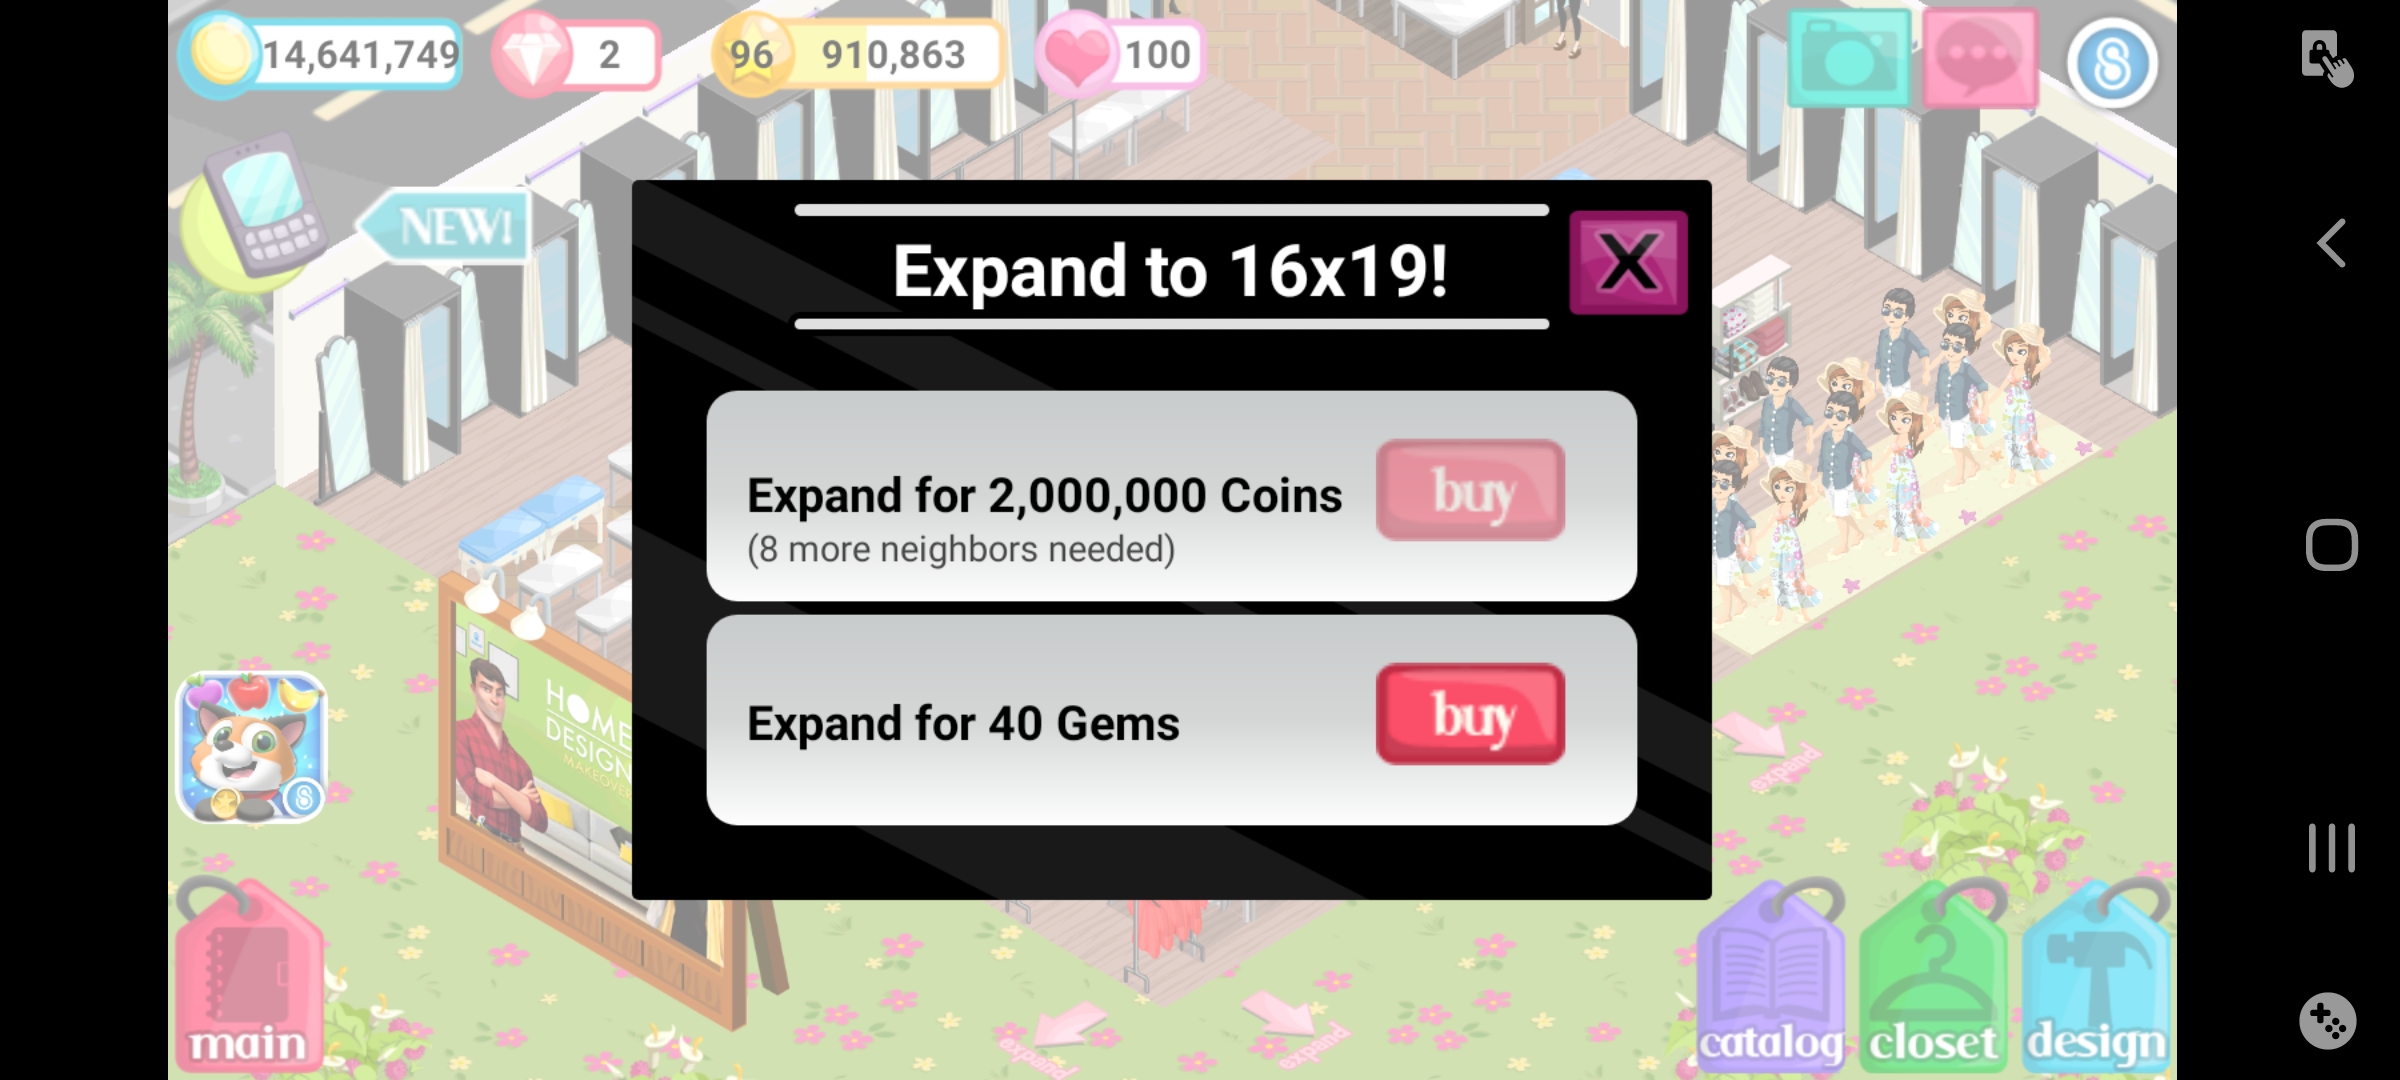 14,641,749
2
96
910,863
100
NEW!
Expand to 16x19!
X
Expand for 2,000,000 Coins
(8 more neighbors needed)
buy
Expand for 40 Gems
buy
HOME
DESIGN
MAKEOVER
expand
expand
expand
main
catalog
closet
design